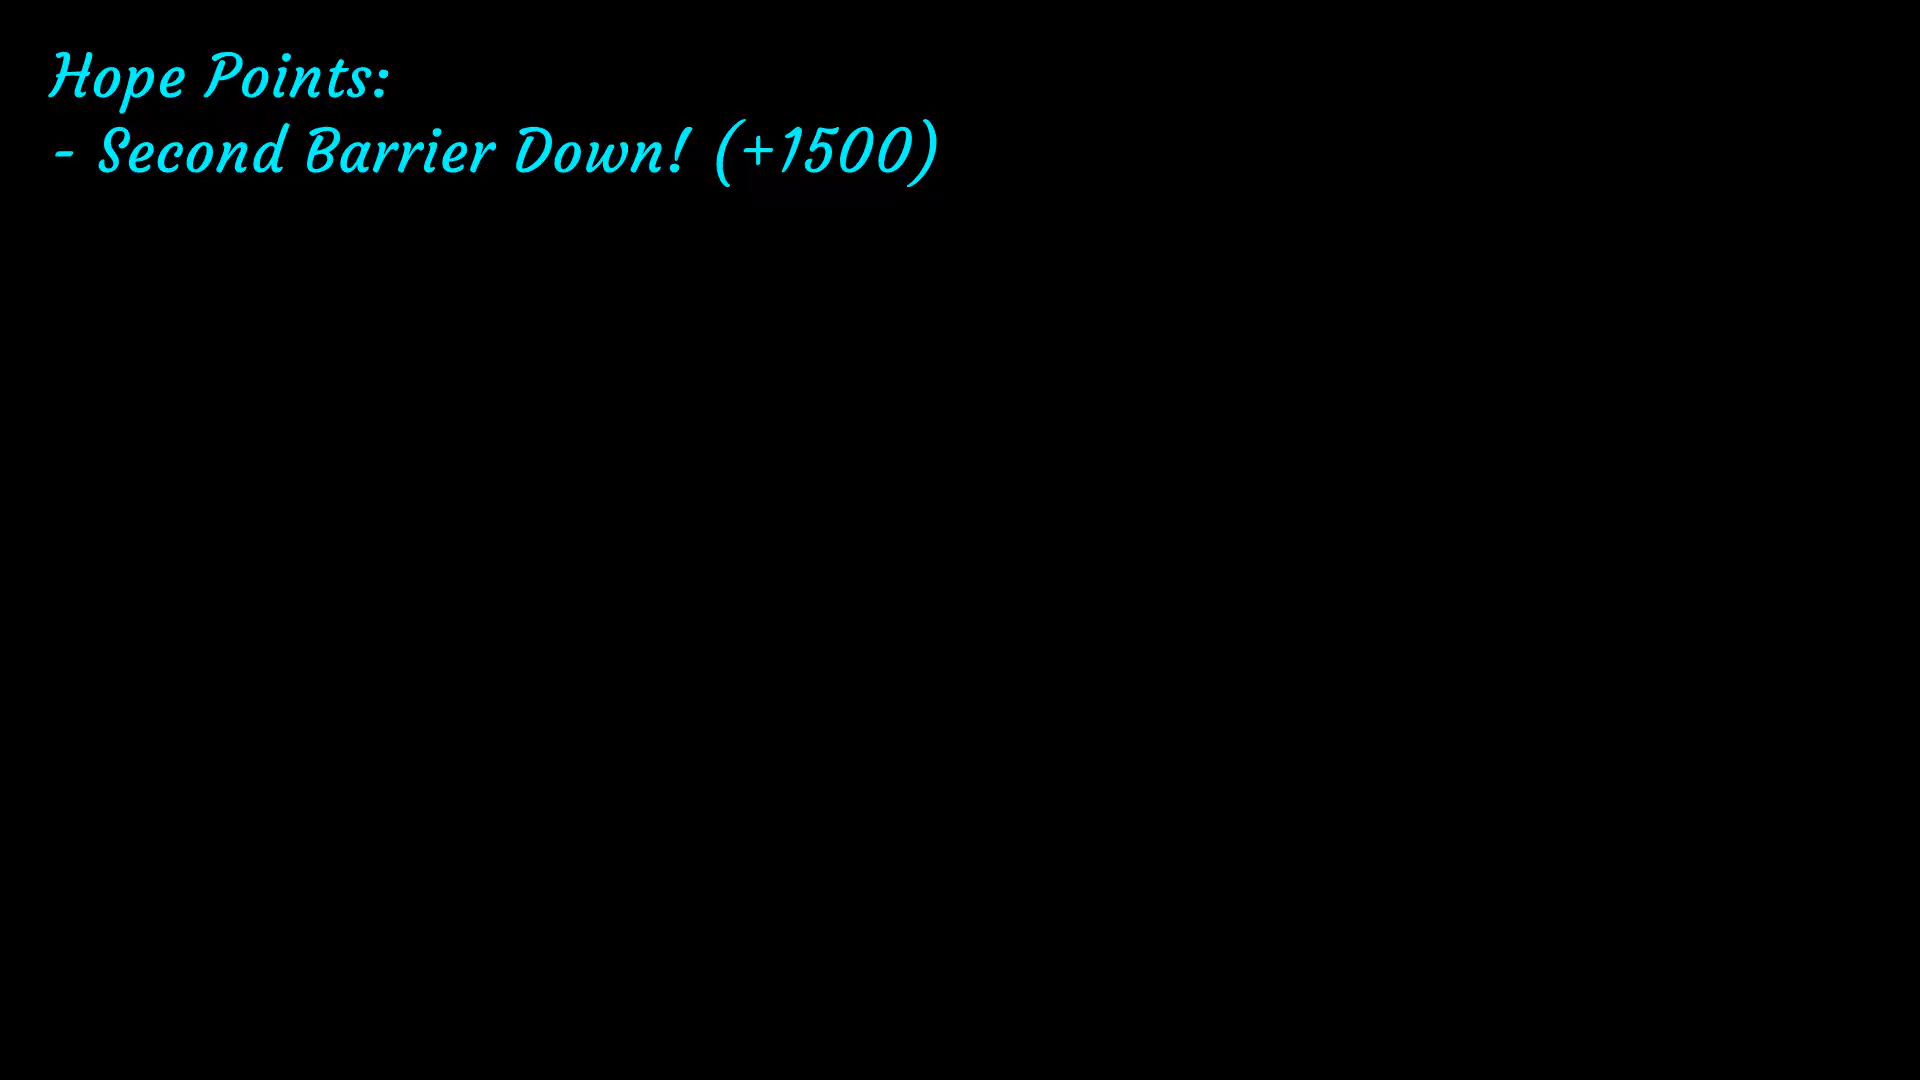 Hope Points:
- Second Barrier Down! (+1500)